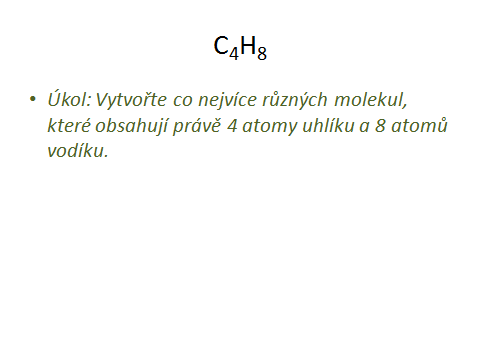 C₄H₈
• Úkol: Vytvořte co nejvíce různých molekul,
které obsahují právě 4 atomy uhlíku a 8 atomů
vodíku.